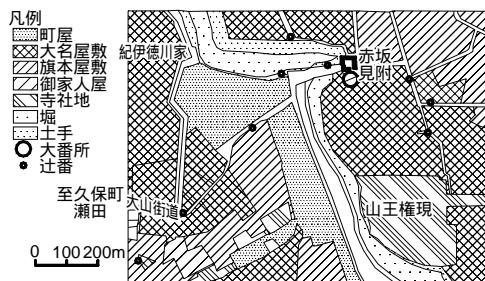 凡例
町屋
大名屋敷
旗本屋敷
御家人屋
寺社地
堀
土手
大番所
辻番
至久保町
瀬田
0 100 200m
紀伊徳川家
赤坂
見附
大山街道
山王権現